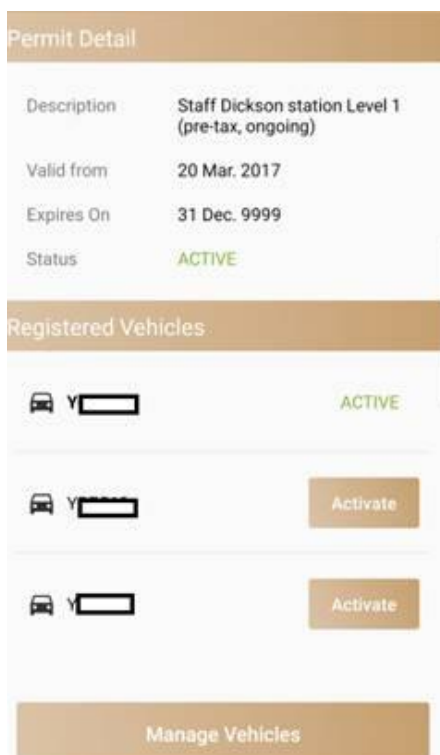 Permit Detail
Description Staff Dickson station Level 1
(pre-tax, ongoing)
Valid from 20 Mar. 2017
Expires On 31 Dec. 9999
Status ACTIVE
Registered Vehicles
Y ACTIVE
Y Activate
Y Activate
Manage Vehicles